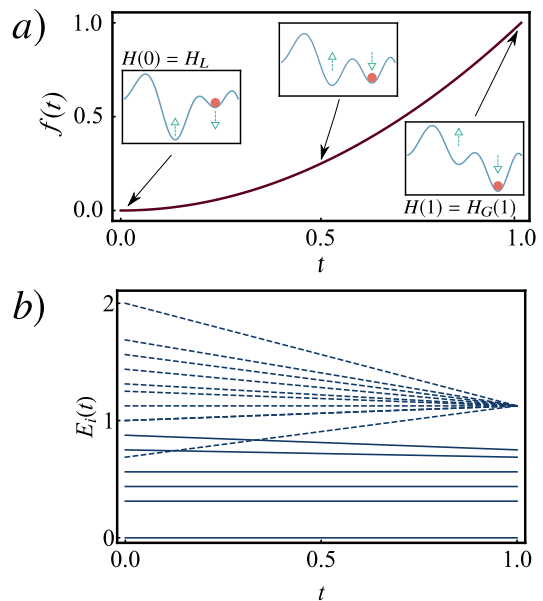 a)
f(t)
1.0
0.5
0.0
H(0) = H_L
H(1) = H_G(1)
0.0
0.5
1.0
t
b)
E_i(t)
2
1
0
0.0
0.5
1.0
t